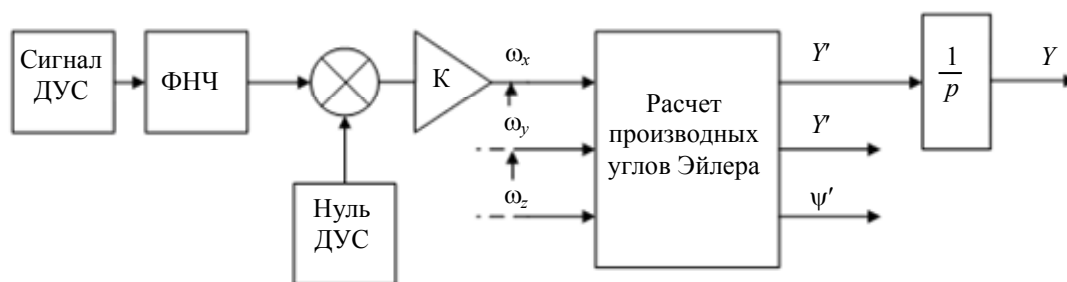 Сигнал
ДУС
ФНЧ
К
Нуль
ДУС
ωx
ωy
ωz
Расчет
производных
углов Эйлера
Y′
Y′
ψ′
1
p
Y